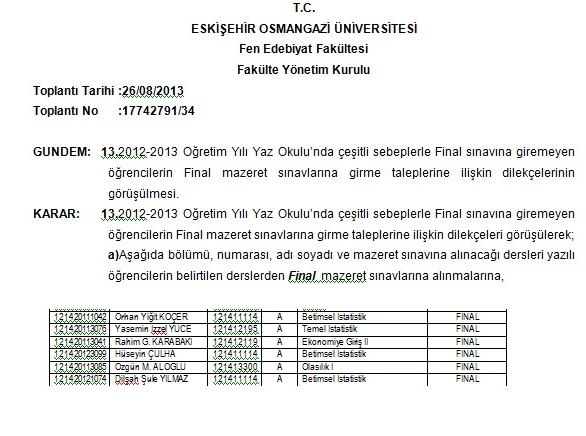 T.C.
ESKİŞEHİR OSMANGAZİ ÜNİVERSİTESİ
Fen Edebiyat Fakültesi
Fakülte Yönetim Kurulu
Toplantı Tarihi :26/08/2013
Toplantı No :17742791/34
GUNDEM: 13.2012-2013 Oğretim Yılı Yaz Okulu'nda çeşitli sebeplerle Final sınavına giremeyen
öğrencilerin Final mazeret sınavlarına girme taleplerine ilişkin dilekçelerinin
görüşülmesi.
KARAR: 13.2012-2013 Oğretim Yılı Yaz Okulu'nda çeşitli sebeplerle Final sınavına giremeyen
öğrencilerin Final mazeret sınavlarına girme taleplerine ilişkin dilekçeleri görüşülerek;
a)Aşağıda bölümü, numarası, adı soyadı ve mazeret sınavına alınacağı dersleri yazılı
öğrencilerin belirtilen derslerden Final mazeret sınavlarına alınmalarına,
121420111042 Orhan Yiğit KOÇER 121411114 A Betimsel İstatistik FINAL
121420113076 Yasemin İzzel YUCE 121412195 A Temel İstatistik FINAL
121420113041 Rahim G. KARABAKI 121412119 A Ekonomiye Giriş II FINAL
121420123099 Hüseyin ÇULHA 121411114 A Betimsel İstatistik FINAL
121420113085 Ozgün M. ALOGLU 121413300 A Olasılık I FINAL
121420121074 Dilşah Şule YILMAZ 121411114 A Betimsel İstatistik FINAL